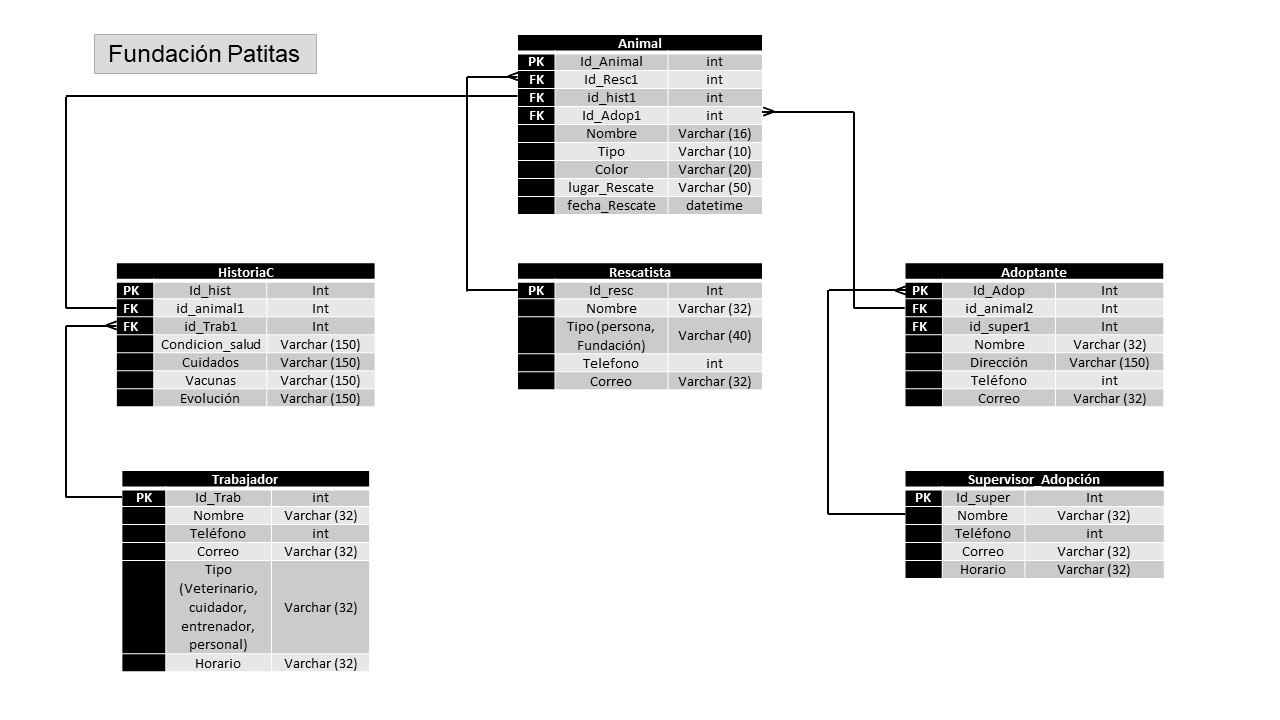 Fundación Patitas
Animal
PK Id_Animal int
FK Id_Resc1 int
FK id_hist1 int
FK Id_Adop1 int
Nombre Varchar (16)
Tipo Varchar (10)
Color Varchar (20)
lugar_Rescate Varchar (50)
fecha_Rescate datetime
HistoriaC
PK Id_hist Int
FK id_animal1 Int
FK id_Trab1 Int
Condicion_salud Varchar (150)
Cuidados Varchar (150)
Vacunas Varchar (150)
Evolución Varchar (150)
Rescatista
PK Id_resc Int
Nombre Varchar (32)
Tipo (persona,
Fundación) Varchar (40)
Telefono int
Correo Varchar (32)
Adoptante
PK Id_Adop Int
FK id_animal2 Int
FK id_super1 Int
Nombre Varchar (32)
Dirección Varchar (150)
Teléfono int
Correo Varchar (32)
Trabajador
PK Id_Trab int
Nombre Varchar (32)
Teléfono int
Correo Varchar (32)
Tipo
(Veterinario,
cuidador, Varchar (32)
entrenador,
personal)
Horario Varchar (32)
Supervisor_Adopción
PK Id_super Int
Nombre Varchar (32)
Teléfono int
Correo Varchar (32)
Horario Varchar (32)